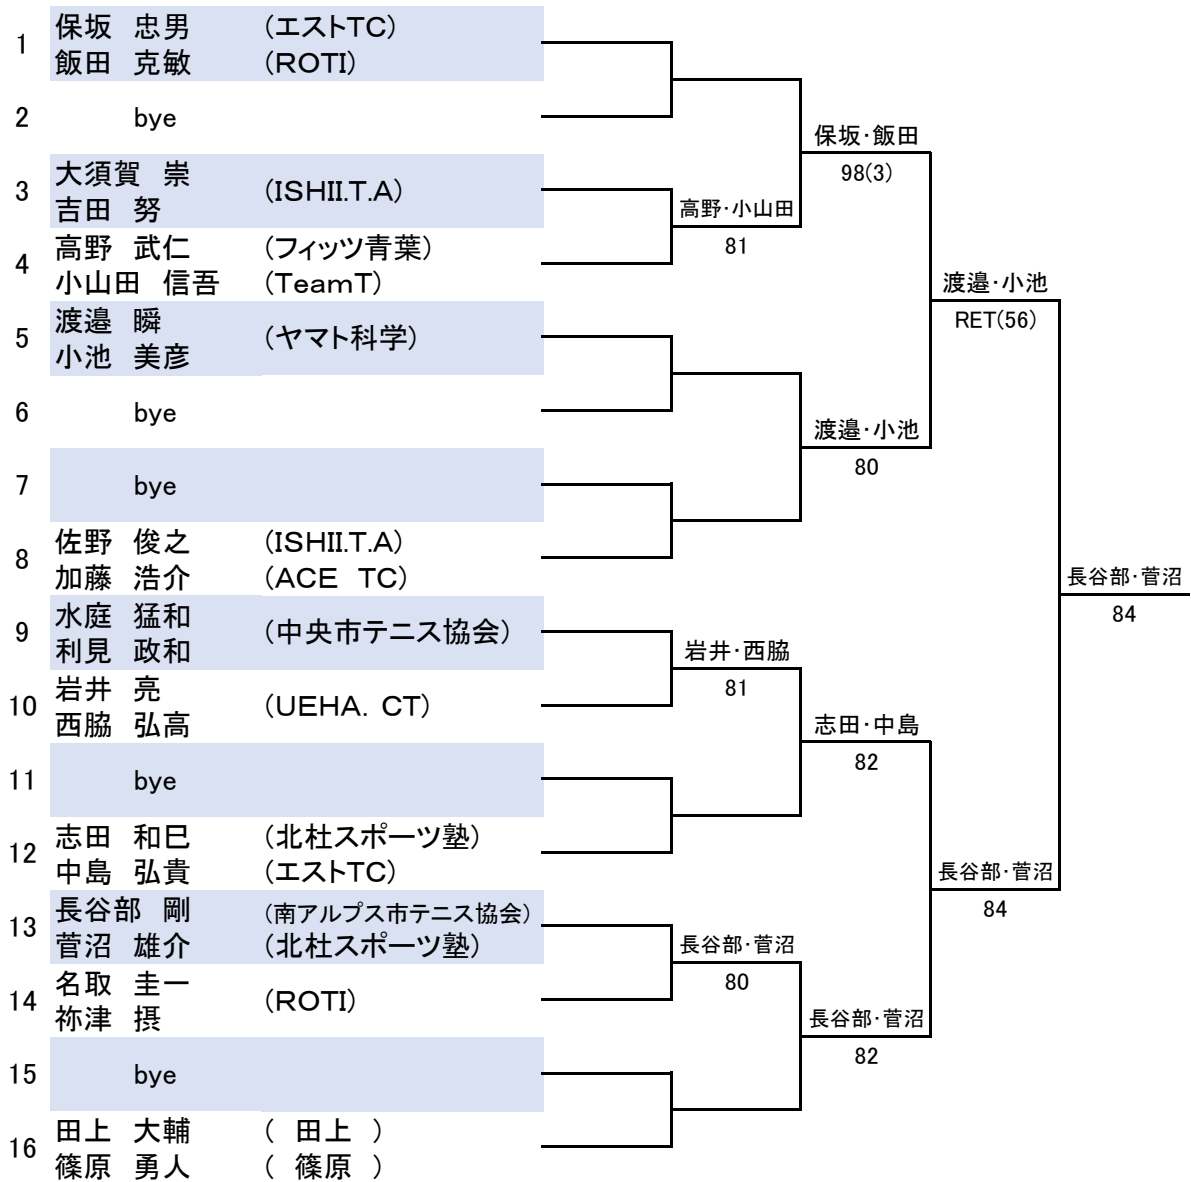 1 保坂 忠男 (エストTC)
飯田 克敏 (ROTI)
2 bye
保坂・飯田
98(3)
3 大須賀 崇 (ISHII.T.A)
吉田 努
高野・小山田
81
4 高野 武仁 (フィッツ青葉)
小山田 信吾 (TeamT)
渡邉・小池
RET(56)
5 渡邉 瞬 (ヤマト科学)
小池 美彦
6 bye
渡邉・小池
80
7 bye
8 佐野 俊之 (ISHII.T.A)
加藤 浩介 (ACE TC)
長谷部・菅沼
84
9 水庭 猛和 (中央市テニス協会)
利見 政和
岩井・西脇
81
10 岩井 亮 (UEHA. CT)
西脇 弘高
志田・中島
82
11 bye
12 志田 和巳 (北杜スポーツ塾)
中島 弘貴 (エストTC)
長谷部・菅沼
84
13 長谷部 剛 (南アルプス市テニス協会)
菅沼 雄介 (北杜スポーツ塾)
長谷部・菅沼
80
14 名取 圭一 (ROTI)
祢津 摂
長谷部・菅沼
82
15 bye
16 田上 大輔 ( 田上 )
篠原 勇人 ( 篠原 )